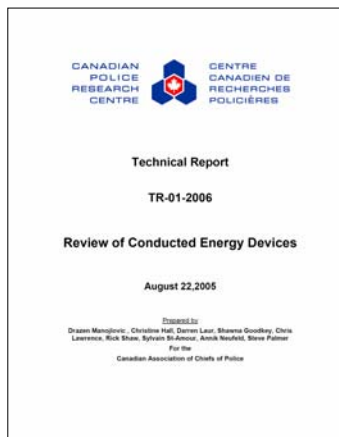 CANADIAN
POLICE
RESEARCH
CENTRE
CENTRE
CANADIEN DE
RECHERCHES
POLICIÈRES
Technical Report
TR-01-2006
Review of Conducted Energy Devices
August 22,2005
Prepared by
Drazen Manojlovic , Christine Hall, Darren Laur, Shawna Goodkey, Chris
Lawrence, Rick Shaw, Sylvain St-Amour, Annik Neufeld, Steve Palmer
For the
Canadian Association of Chiefs of Police